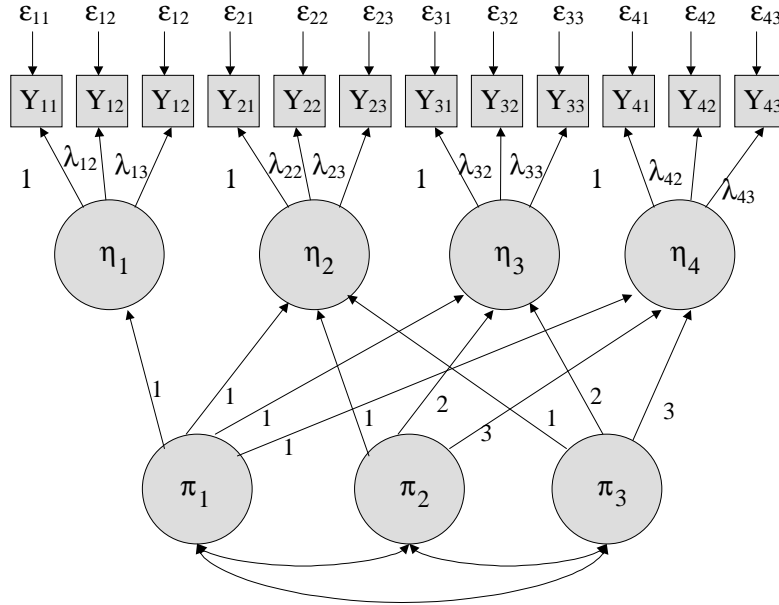 ε11 ε12 ε12 ε21 ε22 ε23 ε31 ε32 ε33 ε41 ε42 ε43
Y11 Y12 Y12 Y21 Y22 Y23 Y31 Y32 Y33 Y41 Y42 Y43
1 λ12 λ13 1 λ22 λ23 1 λ32 λ33 1 λ42 λ43
η1 η2 η3 η4
1 1 1 1 1 2 3 1 2 3
π1 π2 π3